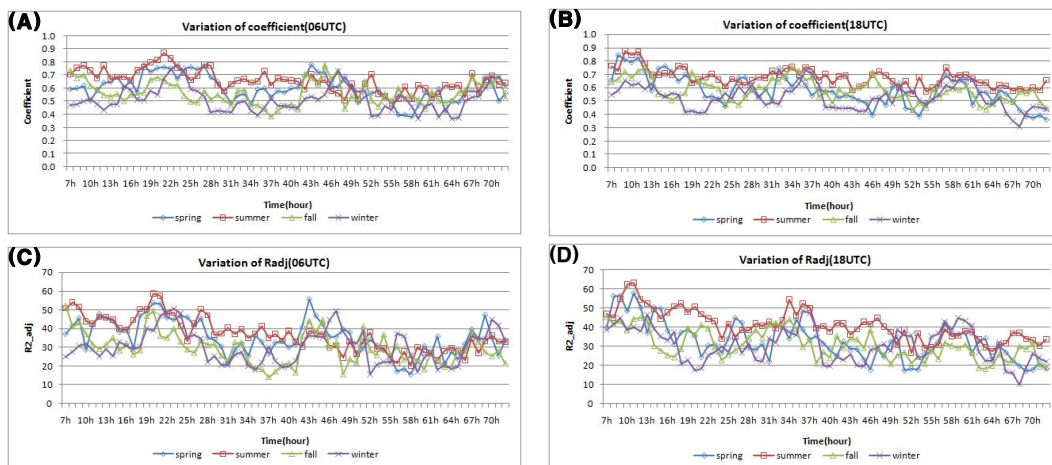 (A)
Variation of coefficient(06UTC)
Coefficient
1.0
0.9
0.8
0.7
0.6
0.5
0.4
0.3
0.2
0.1
0.0
7h 10h 13h 16h 19h 22h 25h 28h 31h 34h 37h 40h 43h 46h 49h 52h 55h 58h 61h 64h 67h 70h
Time(hour)
spring summer fall winter
(B)
Variation of coefficient(18UTC)
Coefficient
1.0
0.9
0.8
0.7
0.6
0.5
0.4
0.3
0.2
0.1
0.0
7h 10h 13h 16h 19h 22h 25h 28h 31h 34h 37h 40h 43h 46h 49h 52h 55h 58h 61h 64h 67h 70h
Time(hour)
spring summer fall winter
(C)
Variation of Radj(06UTC)
R2_adj
70
60
50
40
30
20
10
0
7h 10h 13h 16h 19h 22h 25h 28h 31h 34h 37h 40h 43h 46h 49h 52h 55h 58h 61h 64h 67h 70h
Time(hour)
spring summer fall winter
(D)
Variation of Radj(18UTC)
R2_adj
70
60
50
40
30
20
10
0
7h 10h 13h 16h 19h 22h 25h 28h 31h 34h 37h 40h 43h 46h 49h 52h 55h 58h 61h 64h 67h 70h
Time(hour)
spring summer fall winter